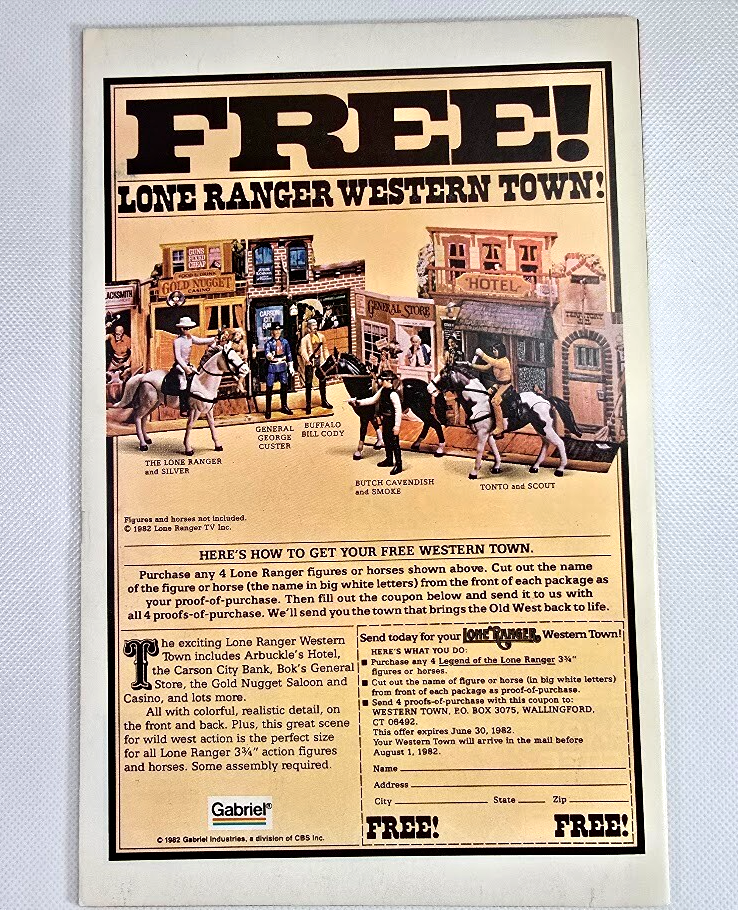 FREE!
LONE RANGER WESTERN TOWN!
GUNS
FIXED
CHEAP
FOOD & DRINK
GOLD NUGGET
CASINO
BLACKSMITH
CARSON
CITY
GENERAL STORE
HOTEL
THE LONE RANGER
and SILVER
GENERAL
GEORGE
CUSTER
BUFFALO
BILL CODY
BUTCH CAVENDISH
and SMOKE
TONTO and SCOUT
Figures and horses not included.
© 1982 Lone Ranger TV Inc.
HERE'S HOW TO GET YOUR FREE WESTERN TOWN.
Purchase any 4 Lone Ranger figures or horses shown above. Cut out the name
of the figure or horse (the name in big white letters) from the front of each package as
your proof-of-purchase. Then fill out the coupon below and send it to us with
all 4 proofs-of-purchase. We'll send you the town that brings the Old West back to life.
The exciting Lone Ranger Western
Town includes Arbuckle's Hotel,
the Carson City Bank, Bok's General
Store, the Gold Nugget Saloon and
Casino, and lots more.
All with colorful, realistic detail, on
the front and back. Plus, this great scene
for wild west action is the perfect size
for all Lone Ranger 3¾" action figures
and horses. Some assembly required.
Gabriel®
© 1982 Gabriel Industries, a division of CBS Inc.
Send today for your LONE RANGER Western Town!
HERE'S WHAT YOU DO:
■ Purchase any 4 Legend of the Lone Ranger 3¾"
figures or horses.
■ Cut out the name of figure or horse (in big white letters)
from front of each package as proof-of-purchase.
■ Send 4 proofs-of-purchase with this coupon to:
WESTERN TOWN, P.O. BOX 3075, WALLINGFORD,
CT 06492.
This offer expires June 30, 1982.
Your Western Town will arrive in the mail before
August 1, 1982.
Name
Address
City State Zip
FREE! FREE!